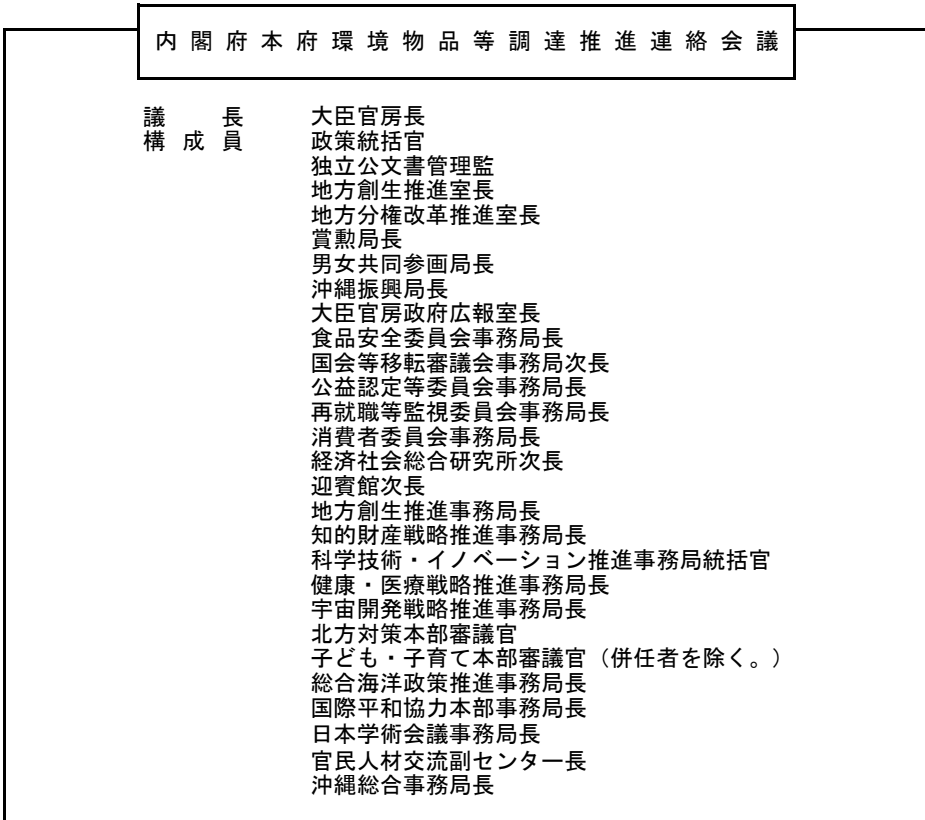 内閣府本府環境物品等調達推進連絡会議
議長 大臣官房長
構成員 政策統括官
独立公文書管理監
地方創生推進室長
地方分権改革推進室長
賞勲局長
男女共同参画局長
沖縄振興局長
大臣官房政府広報室長
食品安全委員会事務局長
国会等移転審議会事務局次長
公益認定等委員会事務局長
再就職等監視委員会事務局長
消費者委員会事務局長
経済社会総合研究所次長
迎賓館次長
地方創生推進事務局長
知的財産戦略推進事務局長
科学技術・イノベーション推進事務局統括官
健康・医療戦略推進事務局長
宇宙開発戦略推進事務局長
北方対策本部審議官
子ども・子育て本部審議官（併任者を除く。）
総合海洋政策推進事務局長
国際平和協力本部事務局長
日本学術会議事務局長
官民人材交流副センター長
沖縄総合事務局長